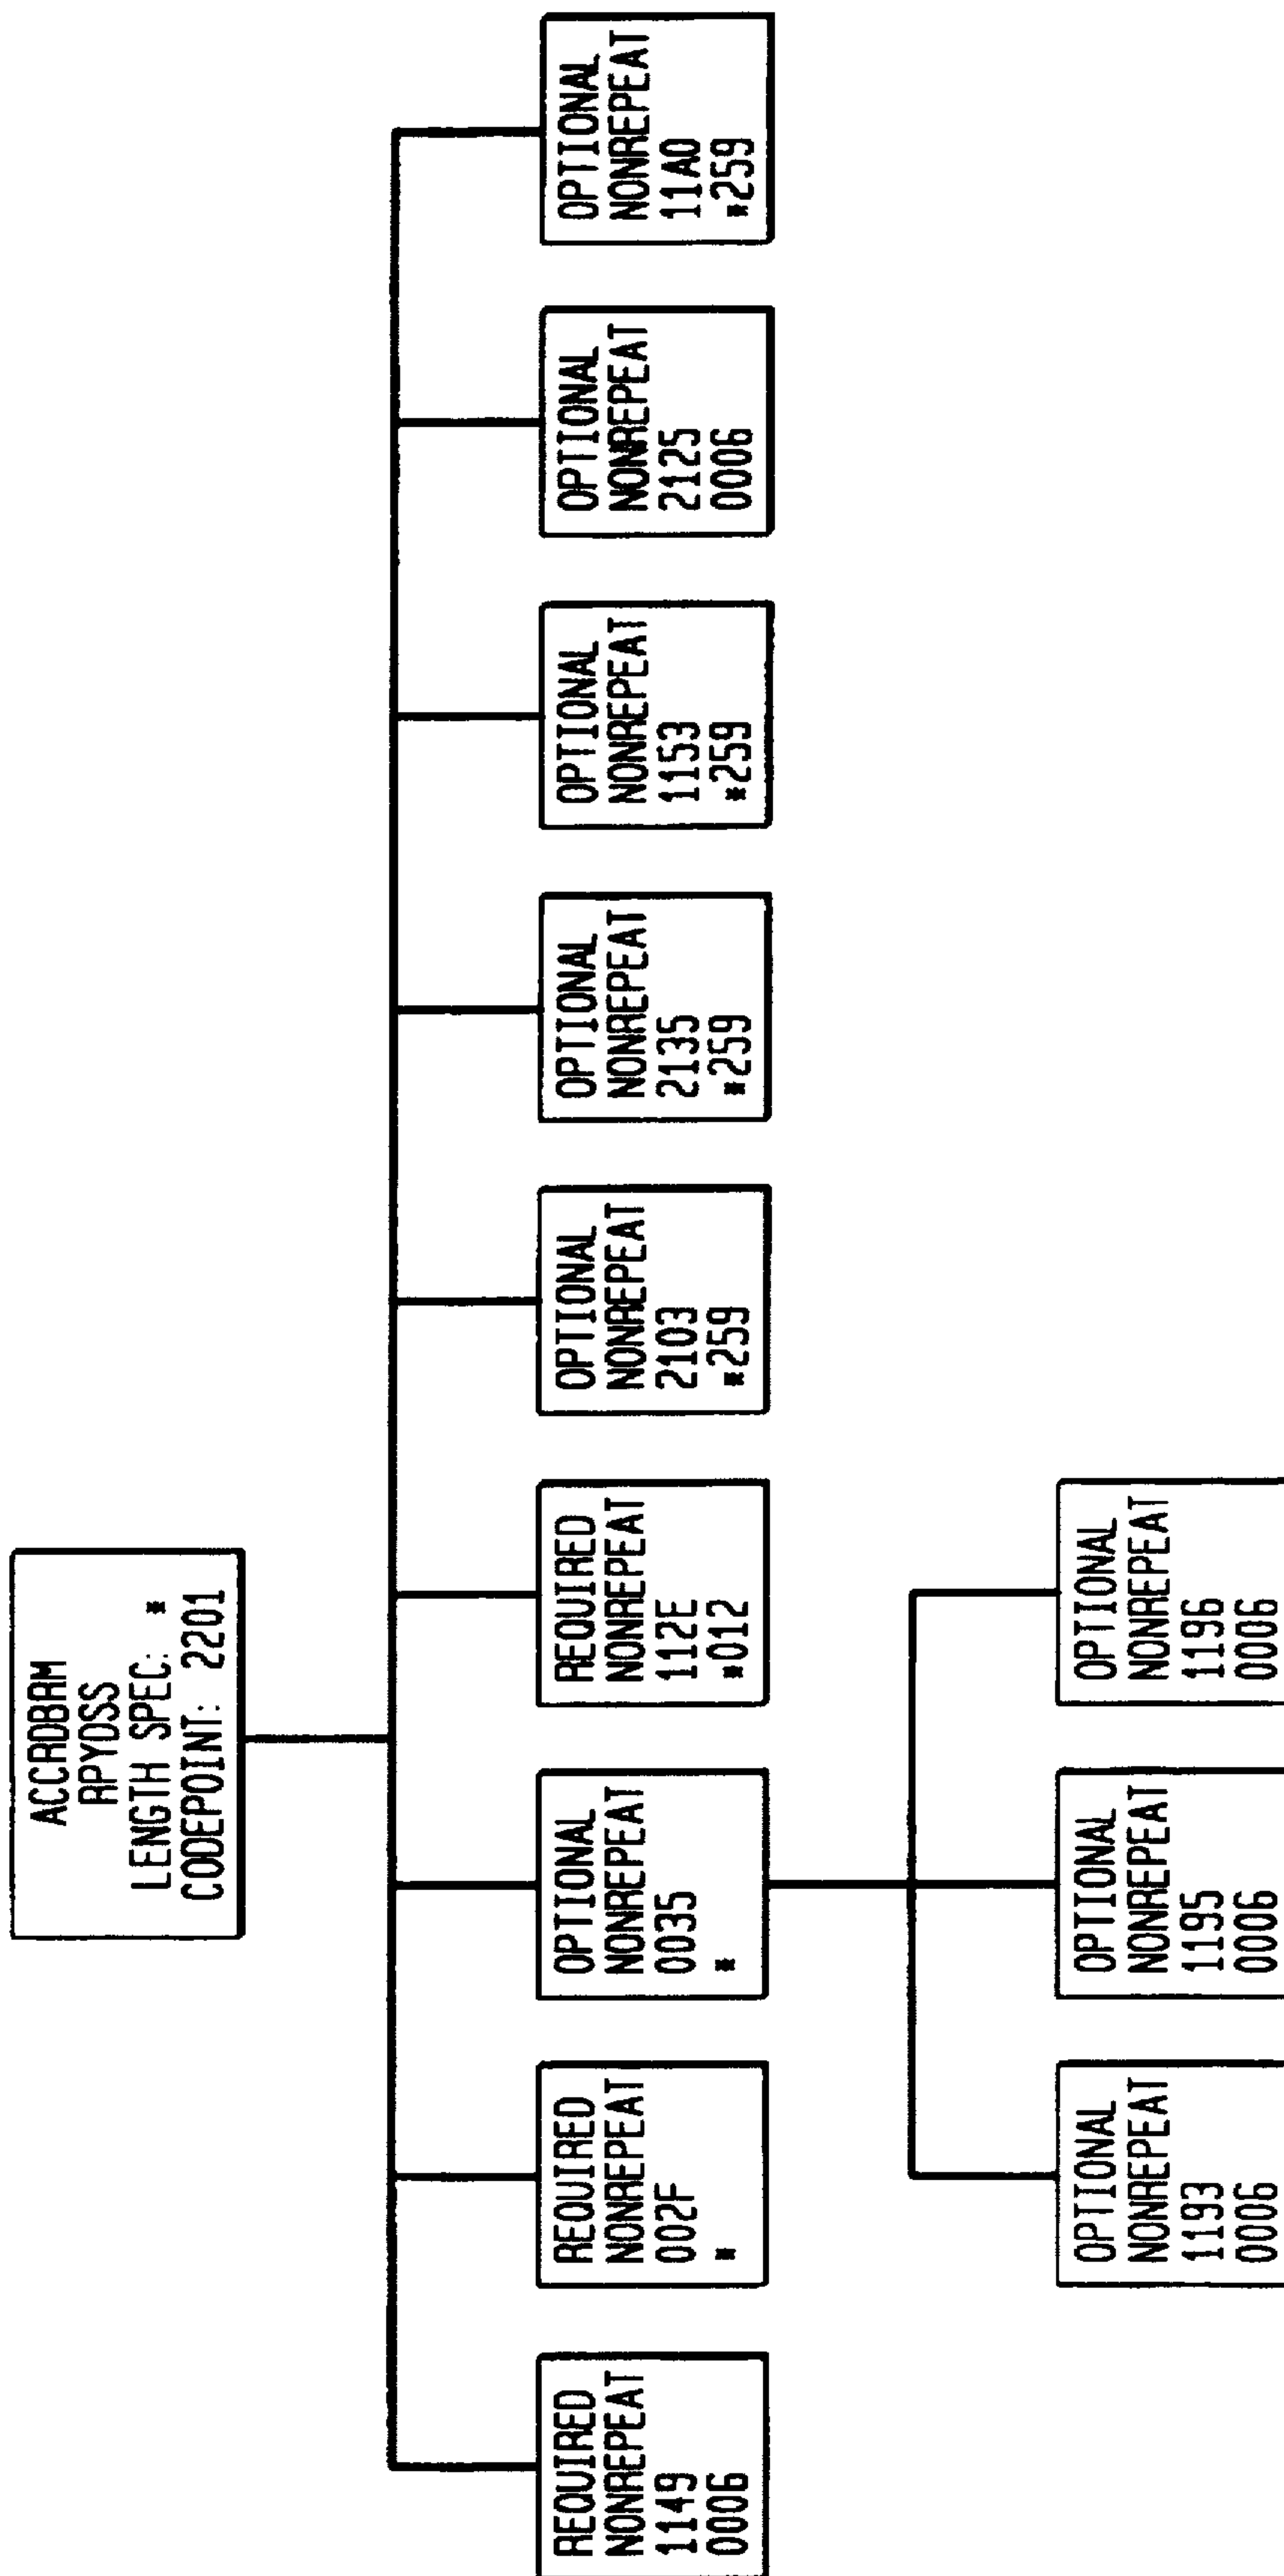 ACCRDBRM
RPYDSS
LENGTH SPEC: *
CODEPOINT: 2201
REQUIRED
NONREPEAT
1149
0006
REQUIRED
NONREPEAT
002F
*
OPTIONAL
NONREPEAT
0035
*
REQUIRED
NONREPEAT
112E
*012
OPTIONAL
NONREPEAT
2103
*259
OPTIONAL
NONREPEAT
2135
*259
OPTIONAL
NONREPEAT
1153
*259
OPTIONAL
NONREPEAT
2125
0006
OPTIONAL
NONREPEAT
11A0
*259
OPTIONAL
NONREPEAT
1193
0006
OPTIONAL
NONREPEAT
1195
0006
OPTIONAL
NONREPEAT
1196
0006